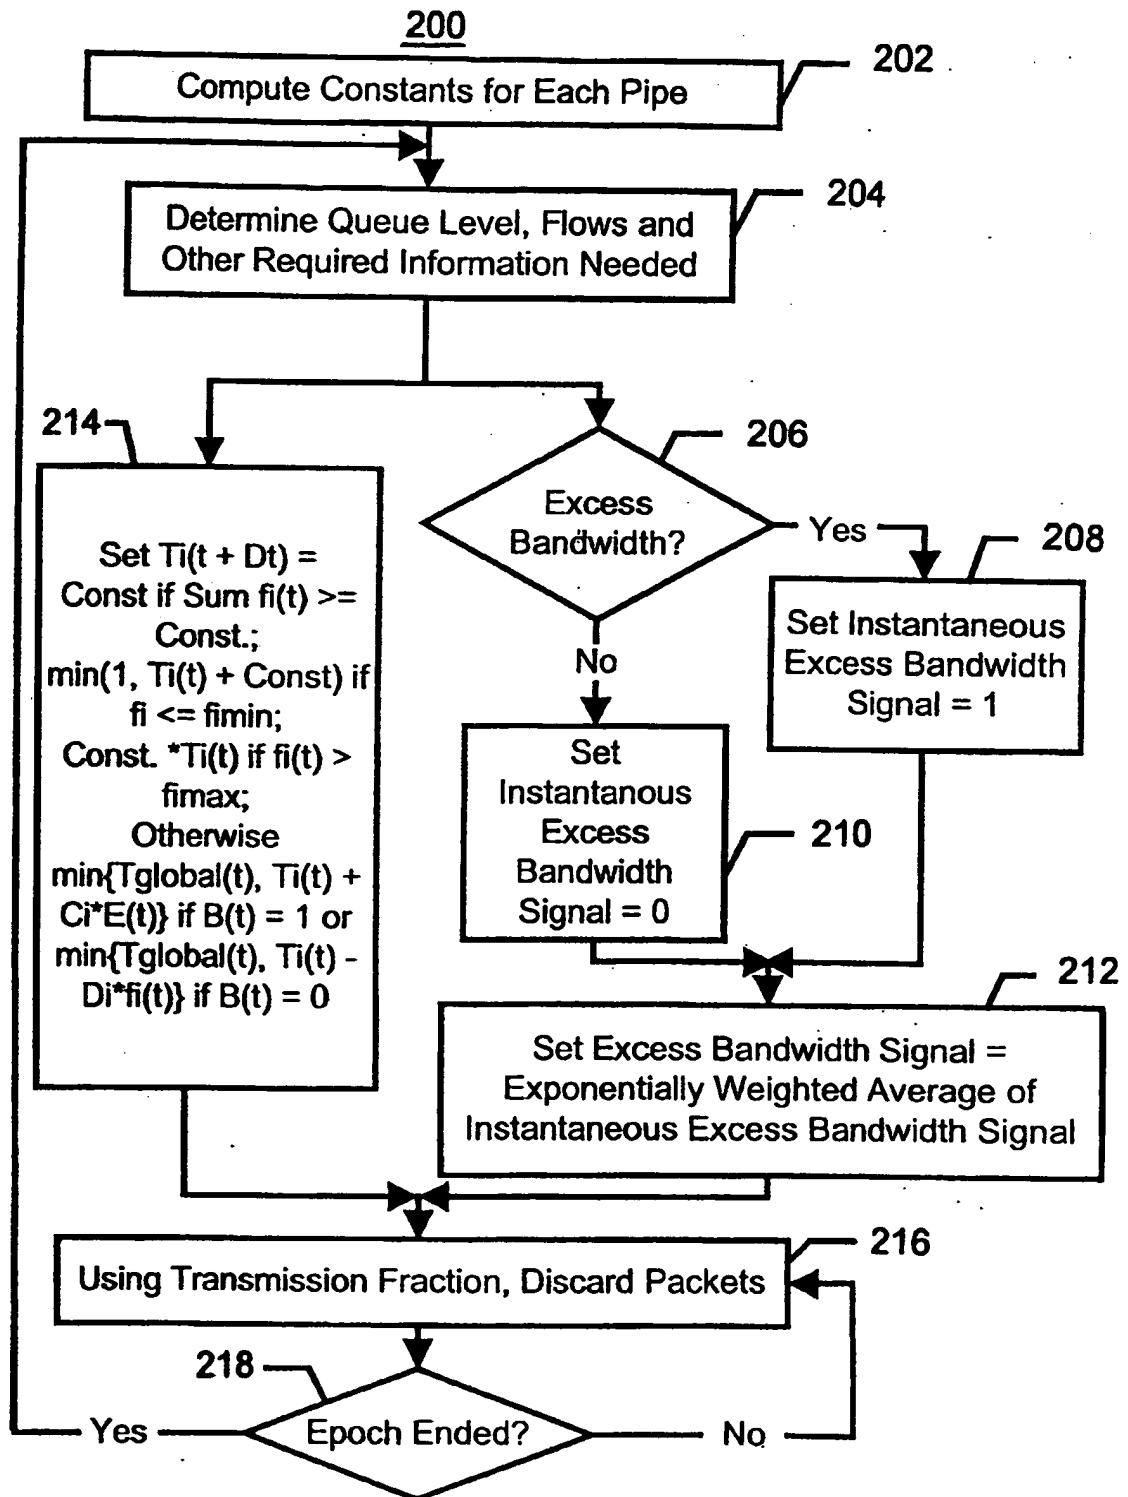 200
202
Compute Constants for Each Pipe
204
Determine Queue Level, Flows and
Other Required Information Needed
214
206
Excess
Bandwidth?
Yes
208
Set Ti(t + Dt) =
Const if Sum fi(t) >=
Const.;
min(1, Ti(t) + Const) if
fi <= fimin;
Const. *Ti(t) if fi(t) >
fimax;
Otherwise
min{Tglobal(t), Ti(t) +
Ci*E(t)} if B(t) = 1 or
min{Tglobal(t), Ti(t) -
Di*fi(t)} if B(t) = 0
Set Instantaneous
Excess Bandwidth
Signal = 1
No
Set
Instantanous
Excess
Bandwidth
Signal = 0
210
212
Set Excess Bandwidth Signal =
Exponentially Weighted Average of
Instantaneous Excess Bandwidth Signal
216
Using Transmission Fraction, Discard Packets
218
Yes
Epoch Ended?
No